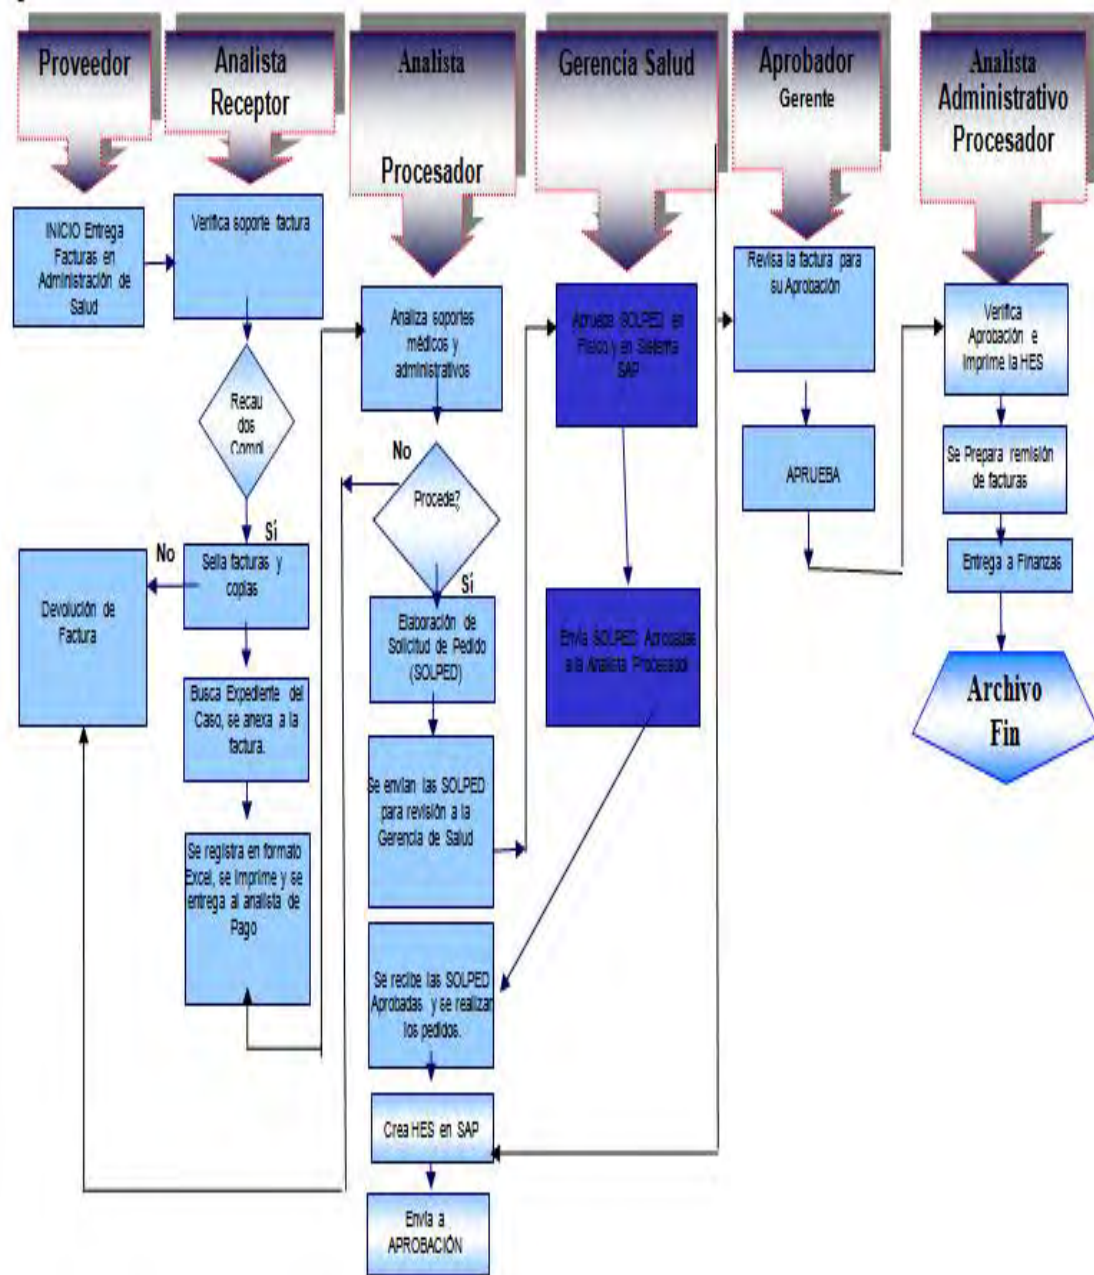 Proveedor
Analista
Receptor
Analista
Procesador
Gerencia Salud
Aprobador
Gerente
Analista
Administrativo
Procesador
INICIO Entrega
Facturas en
Administración de
Salud
Verifica soporte factura
Recau
dos
Compl
Sí
No
Sella facturas y
copias
Devolución de
Factura
Busca Expediente del
Caso, se anexa a la
factura.
Se registra en formato
Excel, se imprime y se
entrega al analista de
Pago
Analiza soportes
médicos y
administrativos
No
Procede?
Sí
Elaboración de
Solicitud de Pedido
(SOLPED)
Se envían las SOLPED
para revisión a la
Gerencia de Salud
Se recibe las SOLPED
Aprobadas y se realizan
los pedidos.
Crea HES en SAP
Envía a
APROBACIÓN
Aprueba SOLPED en
Físico y en Sistema
SAP
Envía SOLPED Aprobadas
a la Analista Procesador
Revisa la factura para
su Aprobación
APRUEBA
Verifica
Aprobación e
Imprime la HES
Se Prepara remisión
de facturas
Entrega a Finanzas
Archivo
Fin